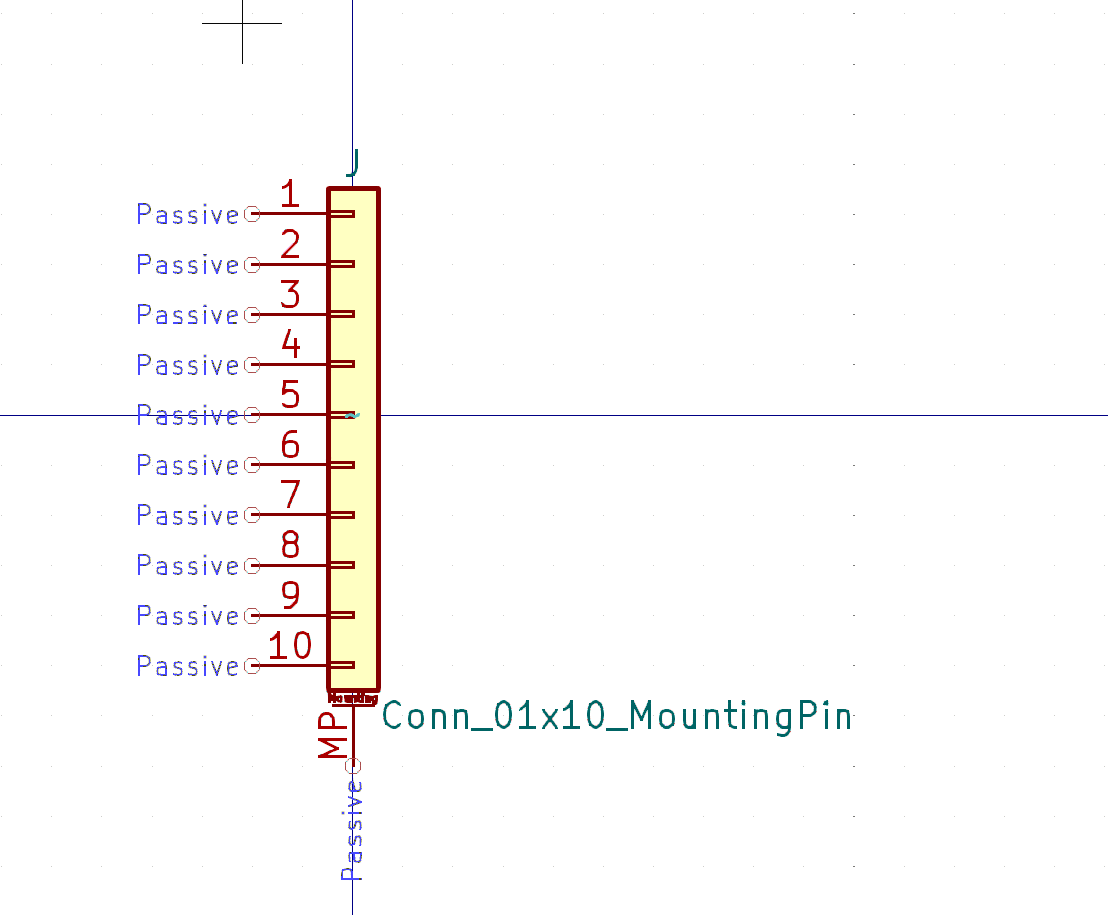 J
Passive 1
Passive 2
Passive 3
Passive 4
Passive 5
~
Passive 6
Passive 7
Passive 8
Passive 9
Passive 10
Mounting
MP
Conn_01x10_MountingPin
Passive